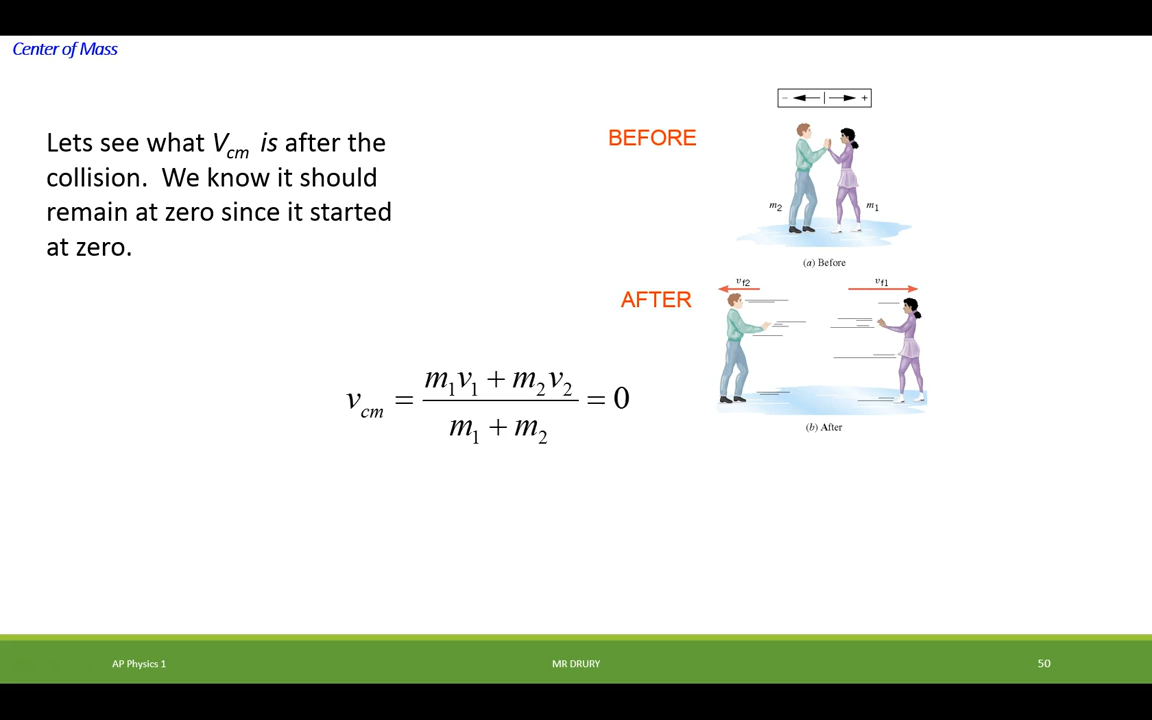 Center of Mass
Lets see what Vcm is after the
collision. We know it should
remain at zero since it started
at zero.
BEFORE
− | +
m2
m1
(a) Before
AFTER
vf2
vf1
(b) After
vcm = (m1v1 + m2v2) / (m1 + m2) = 0
AP Physics 1
MR DRURY
50